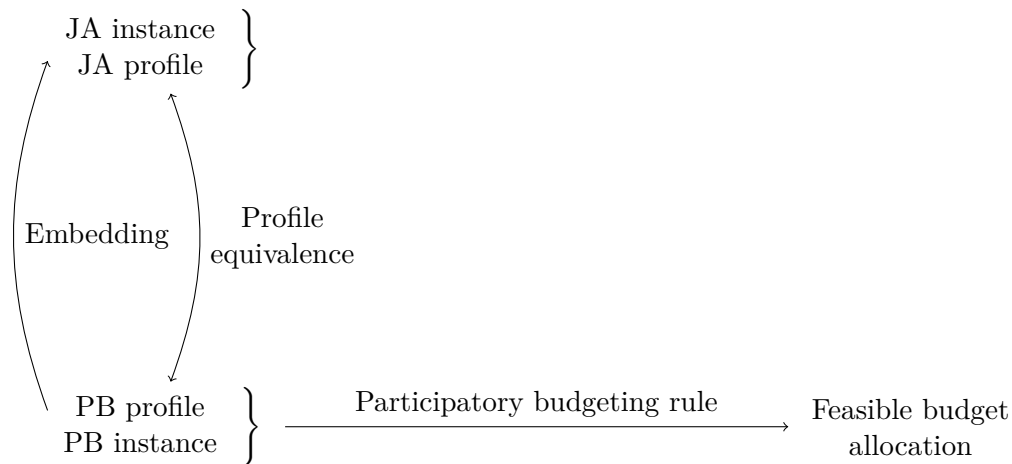 JA instance
JA profile
Embedding
Profile
equivalence
PB profile
PB instance
Participatory budgeting rule
Feasible budget
allocation